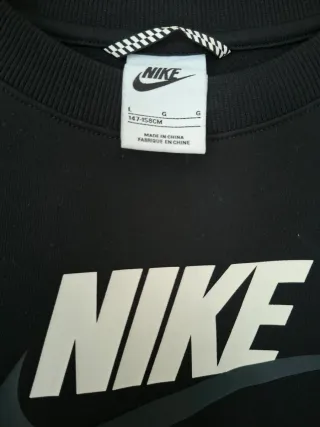 NIKE
L G G
147-158CM
MADE IN CHINA
FABRIQUÉ EN CHINE
NIKE